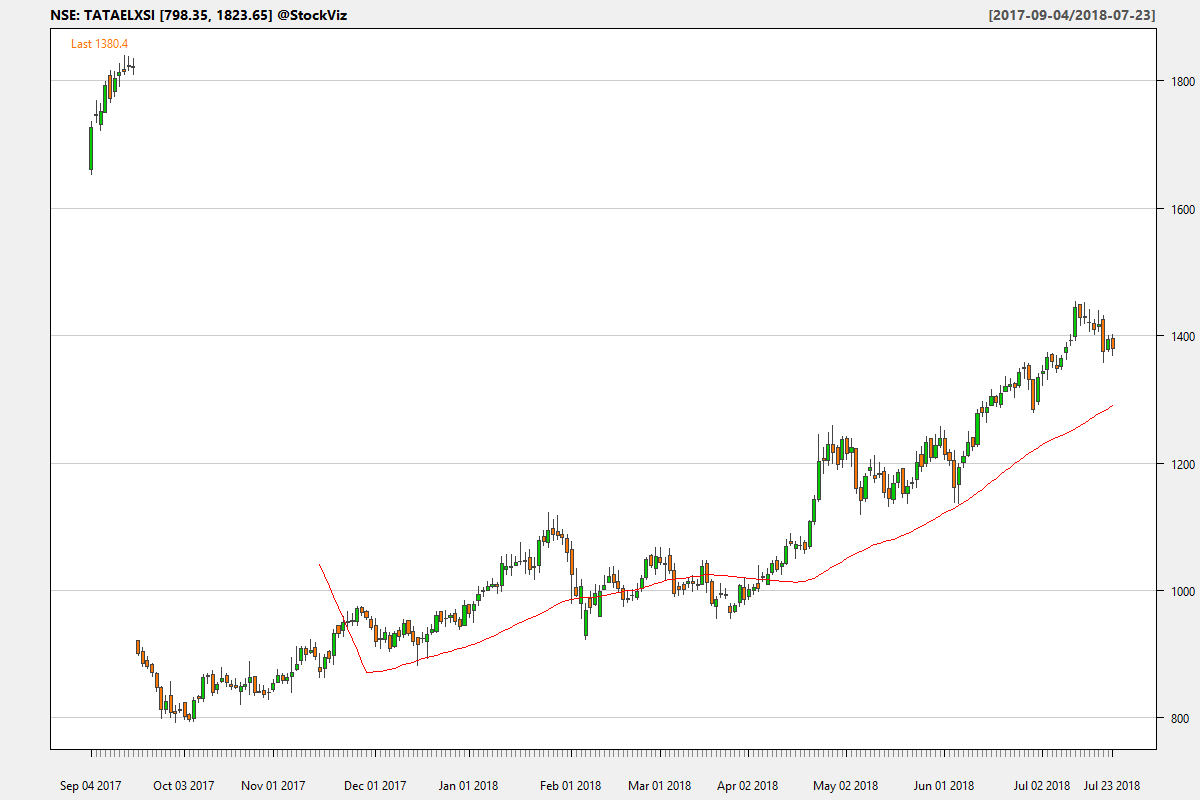 NSE: TATAELXSI [798.35, 1823.65] @StockViz [2017-09-04/2018-07-23]
Last 1380.4
1800
1600
1400
1200
1000
800
Sep 04 2017 Oct 03 2017 Nov 01 2017 Dec 01 2017 Jan 01 2018 Feb 01 2018 Mar 01 2018 Apr 02 2018 May 02 2018 Jun 01 2018 Jul 02 2018 Jul 23 2018